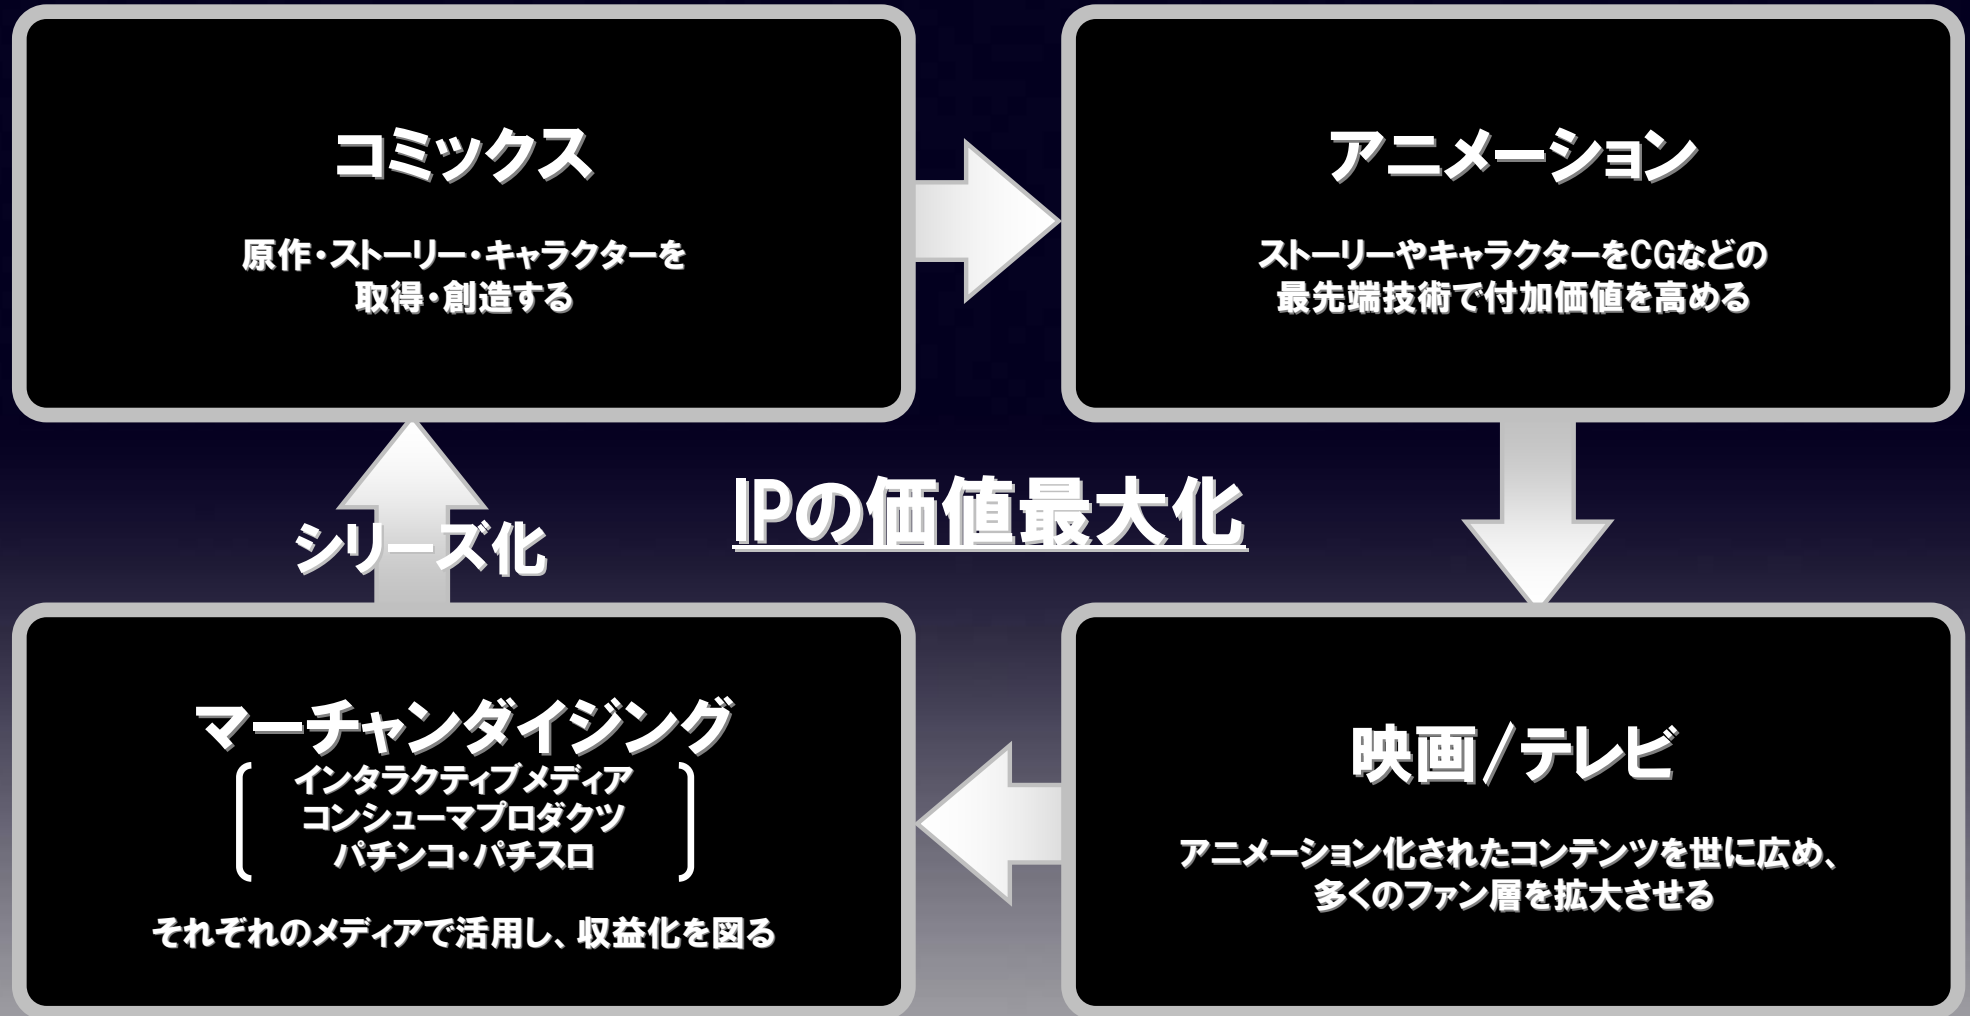 コミックス
原作・ストーリー・キャラクターを
取得・創造する
アニメーション
ストーリーやキャラクターをCGなどの
最先端技術で付加価値を高める
IPの価値最大化
シリーズ化
マーチャンダイジング
インタラクティブメディア
コンシューマプロダクツ
パチンコ・パチスロ
それぞれのメディアで活用し、収益化を図る
映画/テレビ
アニメーション化されたコンテンツを世に広め、
多くのファン層を拡大させる